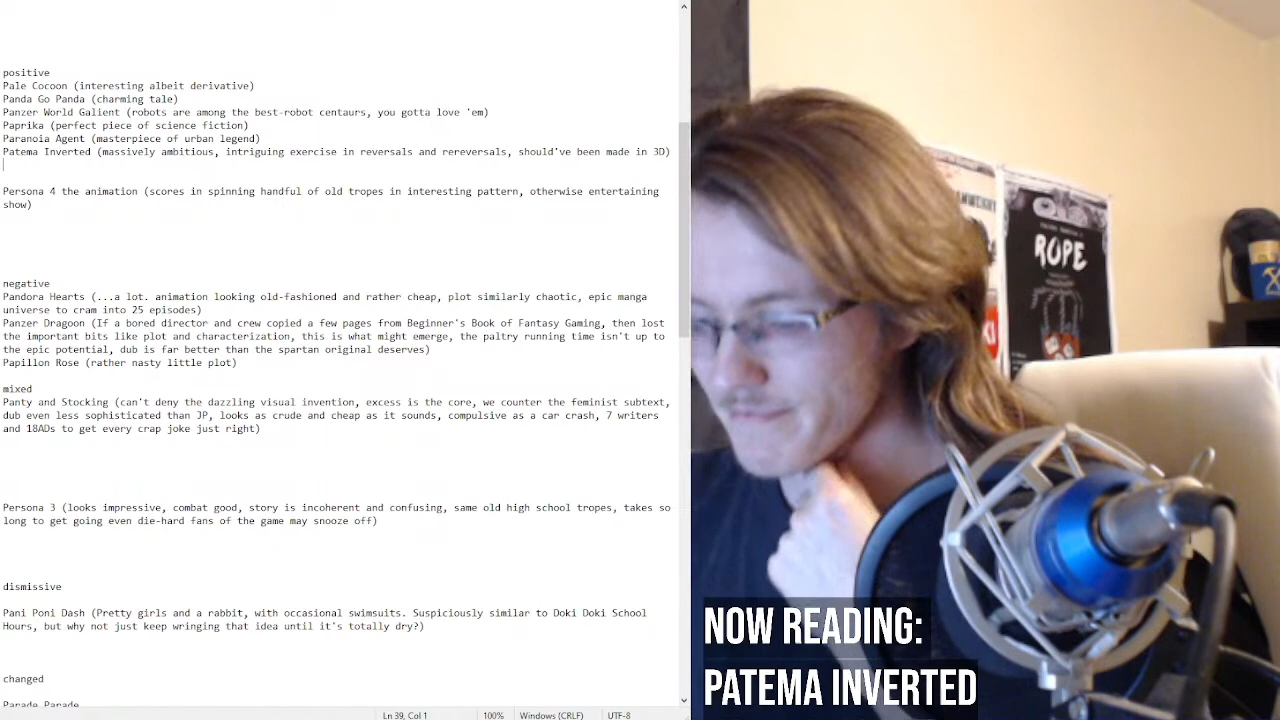 positive
Pale Cocoon (interesting albeit derivative)
Panda Go Panda (charming tale)
Panzer World Galient (robots are among the best-robot centaurs, you gotta love 'em)
Paprika (perfect piece of science fiction)
Paranoia Agent (masterpiece of urban legend)
Patema Inverted (massively ambitious, intriguing exercise in reversals and rereversals, should've been made in 3D)
Persona 4 the animation (scores in spinning handful of old tropes in interesting pattern, otherwise entertaining
show)
negative
Pandora Hearts (...a lot. animation looking old-fashioned and rather cheap, plot similarly chaotic, epic manga
universe to cram into 25 episodes)
Panzer Dragoon (If a bored director and crew copied a few pages from Beginner's Book of Fantasy Gaming, then lost
the important bits like plot and characterization, this is what might emerge, the paltry running time isn't up to
the epic potential, dub is far better than the spartan original deserves)
Papillon Rose (rather nasty little plot)
mixed
Panty and Stocking (can't deny the dazzling visual invention, excess is the core, we counter the feminist subtext,
dub even less sophisticated than JP, looks as crude and cheap as it sounds, compulsive as a car crash, 7 writers
and 18ADs to get every crap joke just right)
Persona 3 (looks impressive, combat good, story is incoherent and confusing, same old high school tropes, takes so
long to get going even die-hard fans of the game may snooze off)
dismissive
Pani Poni Dash (Pretty girls and a rabbit, with occasional swimsuits. Suspiciously similar to Doki Doki School
Hours, but why not just keep wringing that idea until it's totally dry?)
changed
Parade Parade
Ln 39, Col 1
100%
Windows (CRLF)
UTF-8
ROPE
NOW READING:
PATEMA INVERTED